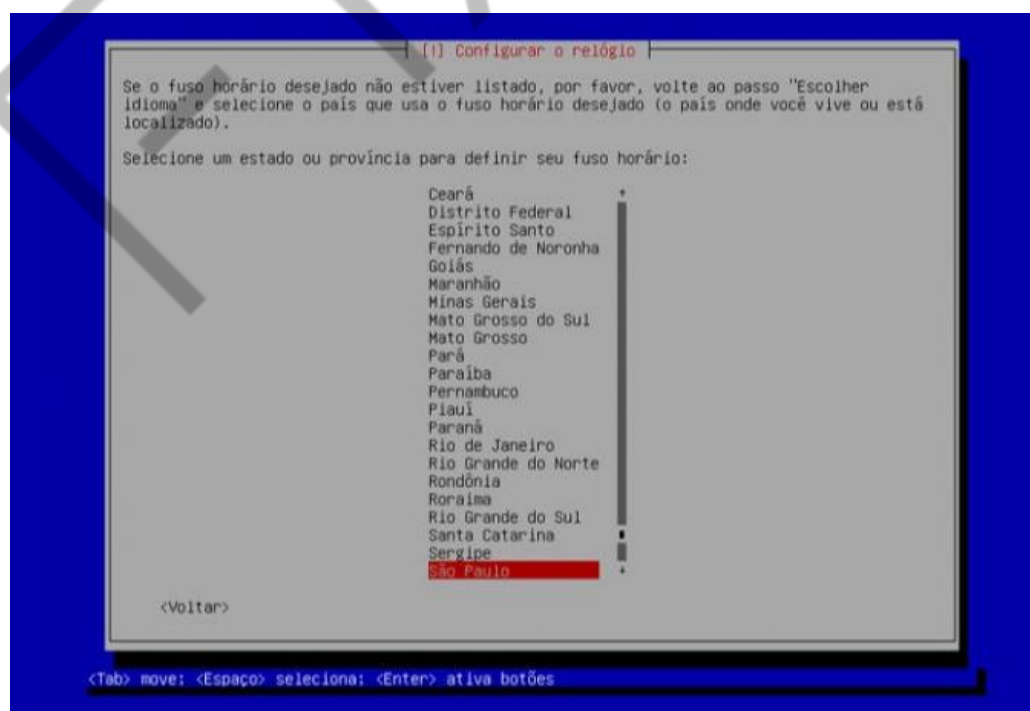 [!] Configurar o relógio
Se o fuso horário desejado não estiver listado, por favor, volte ao passo "Escolher
idioma" e selecione o país que usa o fuso horário desejado (o país onde você vive ou está
localizado).
Selecione um estado ou província para definir seu fuso horário:
Ceará
Distrito Federal
Espírito Santo
Fernando de Noronha
Goiás
Maranhão
Minas Gerais
Mato Grosso do Sul
Mato Grosso
Pará
Paraíba
Pernambuco
Piauí
Paraná
Rio de Janeiro
Rio Grande do Norte
Rondônia
Roraima
Rio Grande do Sul
Santa Catarina
Sergipe
São Paulo
<Voltar>
<Tab> move; <Espaço> seleciona; <Enter> ativa botões